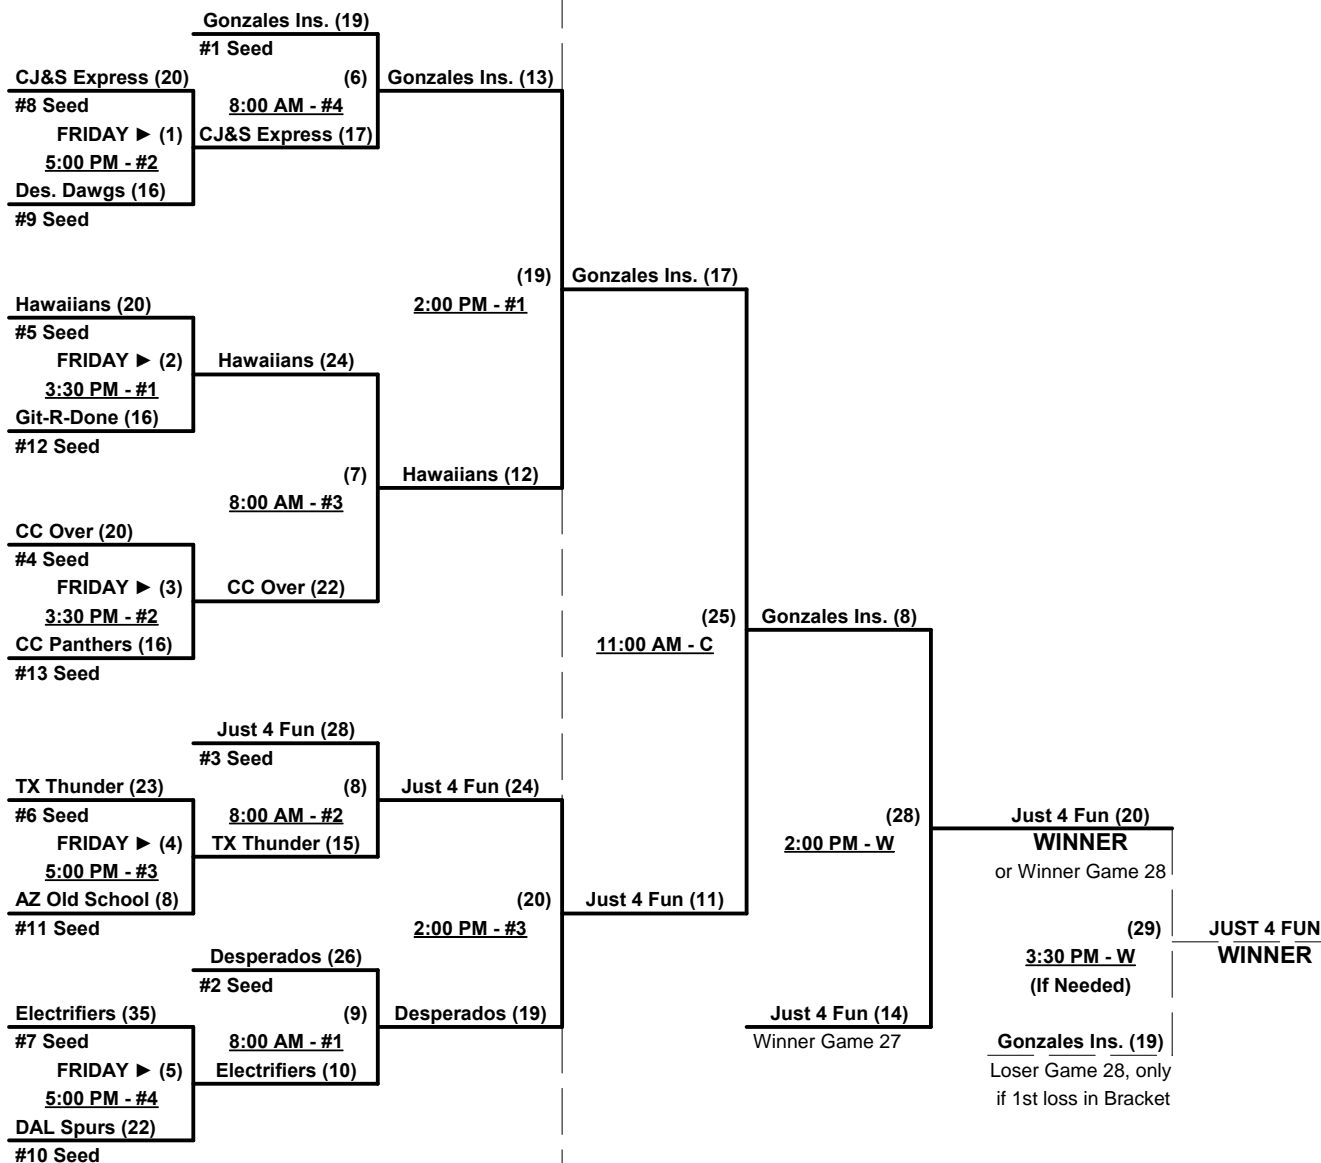 Gonzales Ins. (19)
#1 Seed
CJ&S Express (20)
(6)
Gonzales Ins. (13)
#8 Seed
8:00 AM - #4
FRIDAY ► (1)
CJ&S Express (17)
5:00 PM - #2
Des. Dawgs (16)
#9 Seed
(19)
Gonzales Ins. (17)
2:00 PM - #1
Hawaiians (20)
#5 Seed
FRIDAY ► (2)
Hawaiians (24)
3:30 PM - #1
Git-R-Done (16)
#12 Seed
(7)
Hawaiians (12)
8:00 AM - #3
CC Over (20)
#4 Seed
FRIDAY ► (3)
CC Over (22)
3:30 PM - #2
CC Panthers (16)
#13 Seed
(25)
Gonzales Ins. (8)
11:00 AM - C
Just 4 Fun (28)
#3 Seed
TX Thunder (23)
(8)
Just 4 Fun (24)
#6 Seed
8:00 AM - #2
FRIDAY ► (4)
TX Thunder (15)
5:00 PM - #3
AZ Old School (8)
#11 Seed
(20)
Just 4 Fun (11)
2:00 PM - #3
(28)
Just 4 Fun (20)
2:00 PM - W
WINNER
or Winner Game 28
Desperados (26)
#2 Seed
Electrifiers (35)
(9)
Desperados (19)
#7 Seed
8:00 AM - #1
FRIDAY ► (5)
Electrifiers (10)
5:00 PM - #4
DAL Spurs (22)
#10 Seed
Just 4 Fun (14)
Winner Game 27
(29)
JUST 4 FUN
3:30 PM - W
WINNER
(If Needed)
Gonzales Ins. (19)
Loser Game 28, only
if 1st loss in Bracket